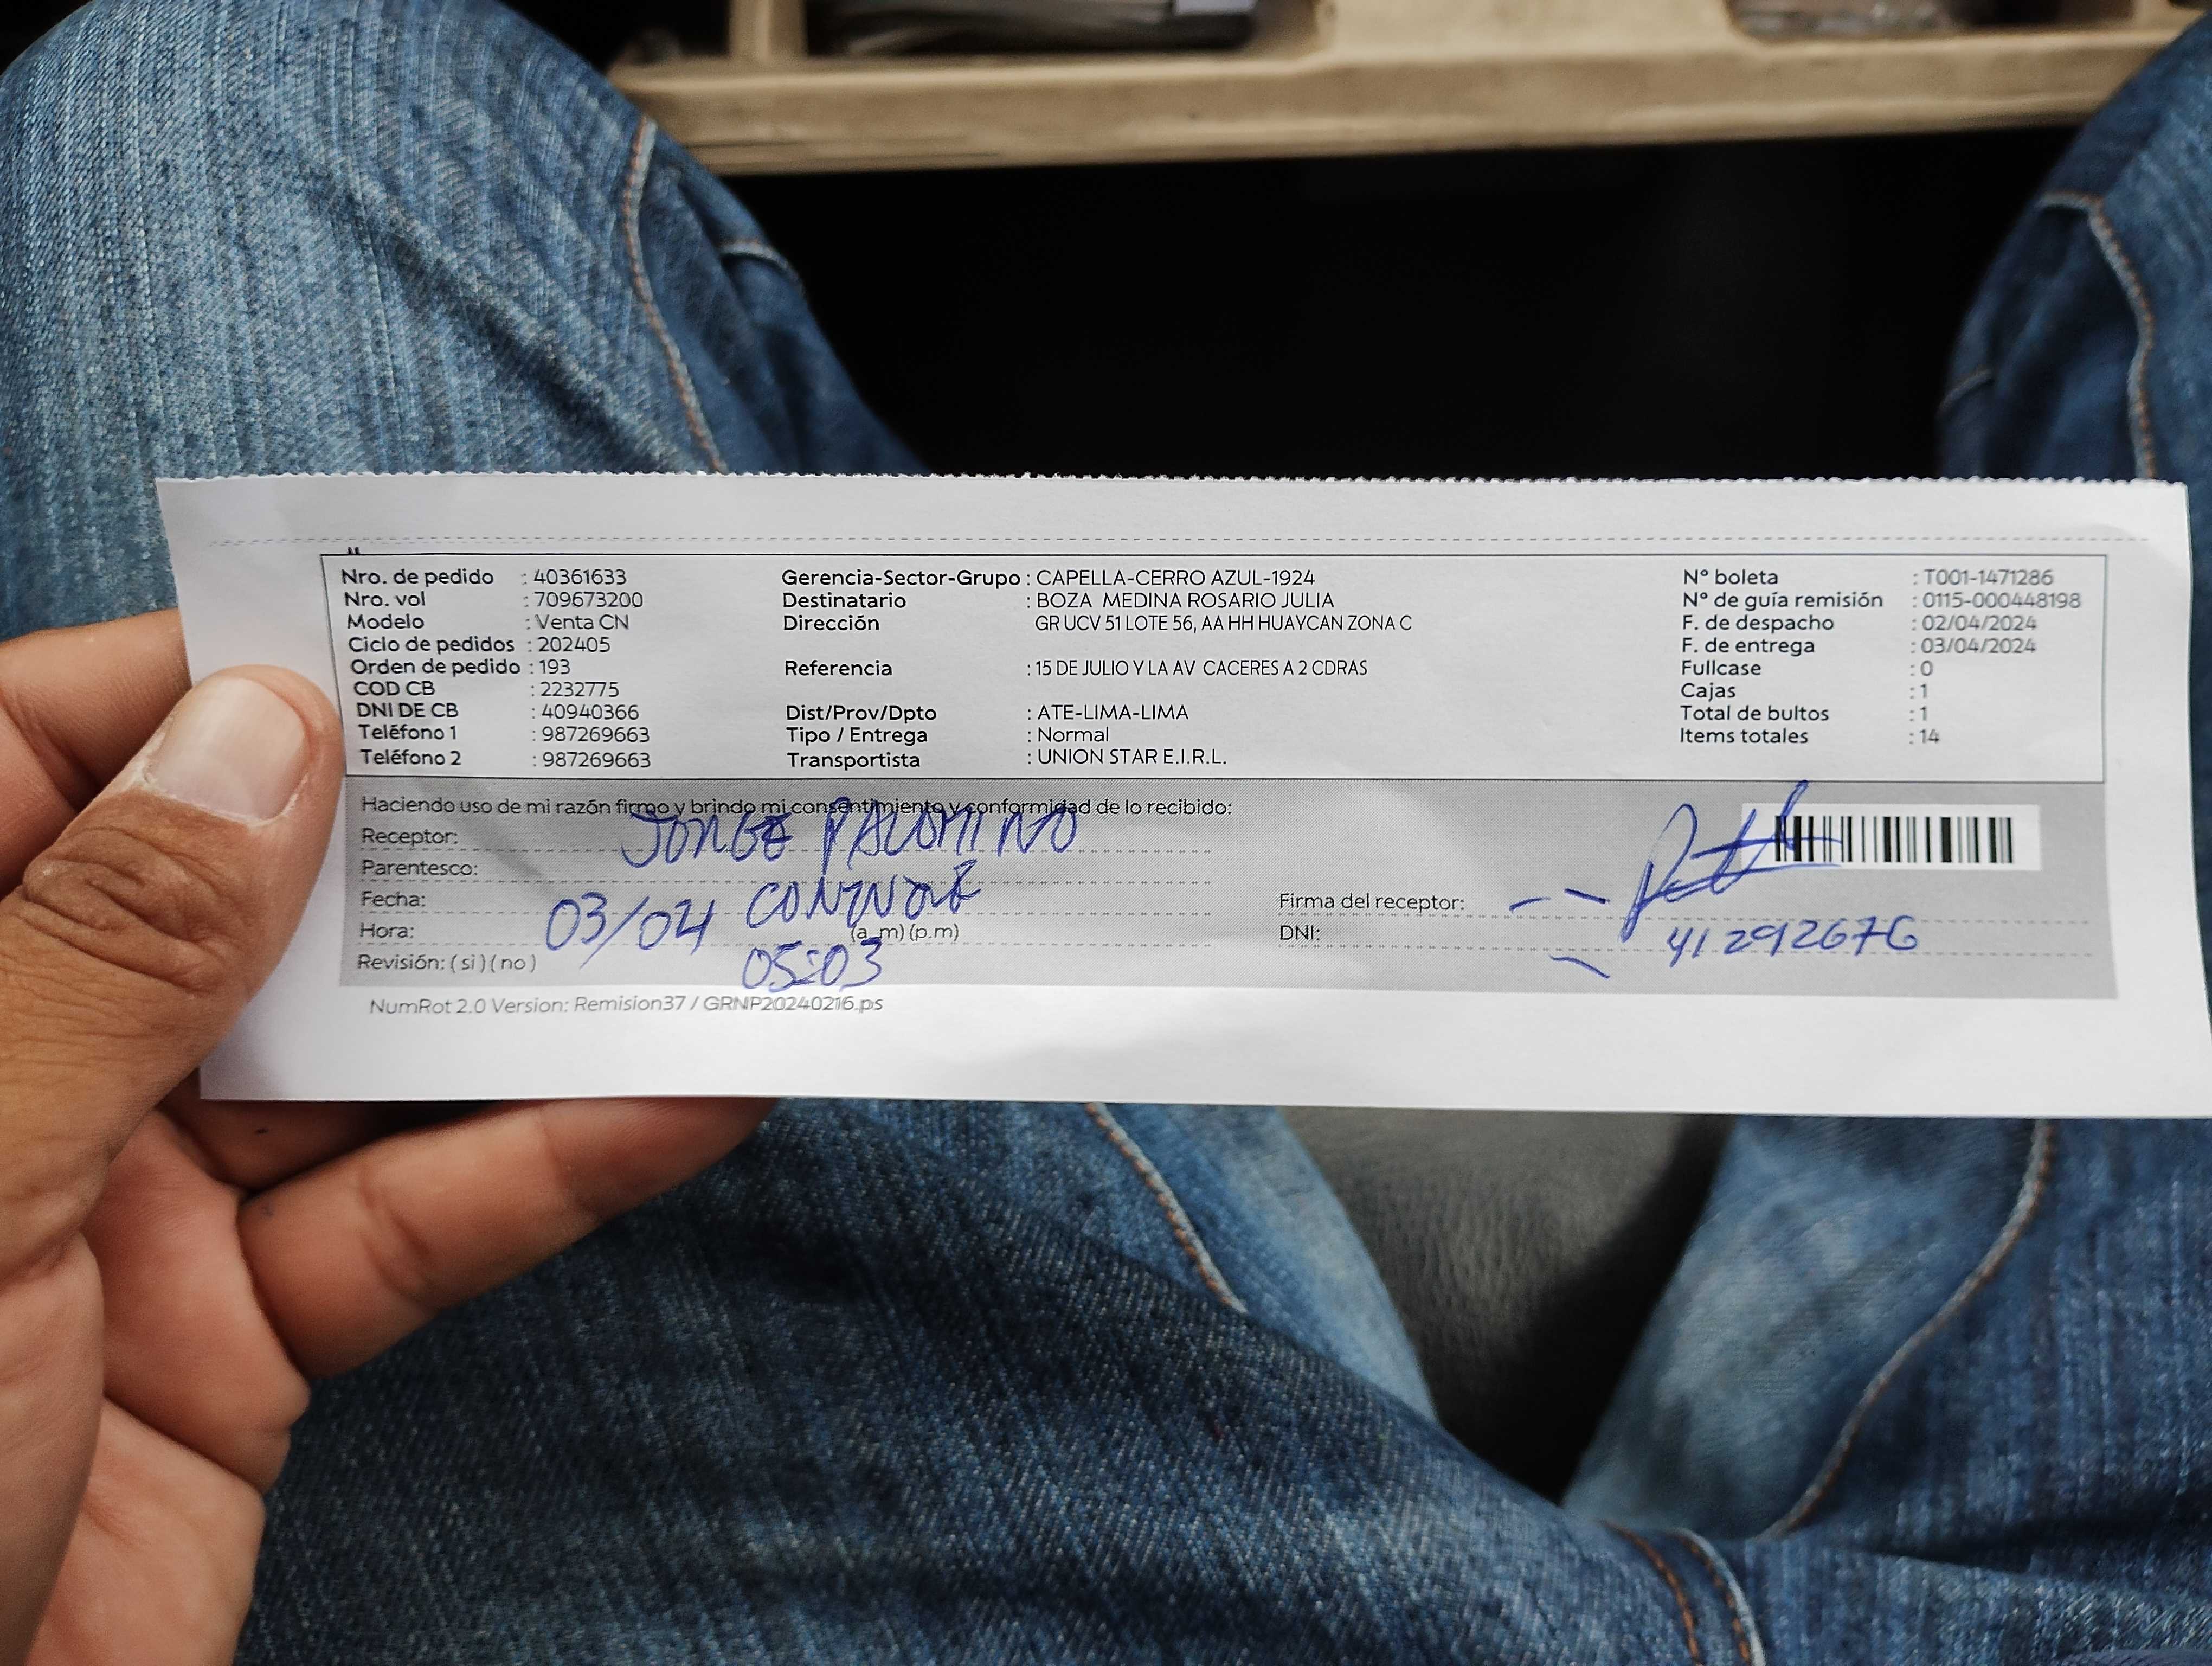 Nro. de pedido : 40361633
Nro. vol : 709673200
Modelo : Venta CN
Ciclo de pedidos : 202405
Orden de pedido : 193
COD CB : 2232775
DNI DE CB : 40940366
Teléfono 1 : 987269663
Teléfono 2 : 987269663
Gerencia-Sector-Grupo : CAPELLA-CERRO AZUL-1924
Destinatario : BOZA MEDINA ROSARIO JULIA
Dirección GR UCV 51 LOTE 56, AA HH HUAYCAN ZONA C
Referencia : 15 DE JULIO Y LA AV CACERES A 2 CDRAS
Dist/Prov/Dpto : ATE-LIMA-LIMA
Tipo / Entrega : Normal
Transportista : UNION STAR E.I.R.L.
N° boleta : T001-1471286
N° de guía remisión : 0115-000448198
F. de despacho : 02/04/2024
F. de entrega : 03/04/2024
Fullcase : 0
Cajas : 1
Total de bultos : 1
Items totales : 14
Haciendo uso de mi razón firmo y brindo mi consentimiento y conformidad de lo recibido:
Receptor: JORGE PALOMINO
Parentesco:
Fecha: 03/04
Hora: (a.m) (p.m)
05:03
Revisión: ( si ) ( no )
Firma del receptor:
DNI: 41292676
NumRot 2.0 Version: Remision37 / GRNP20240216.ps